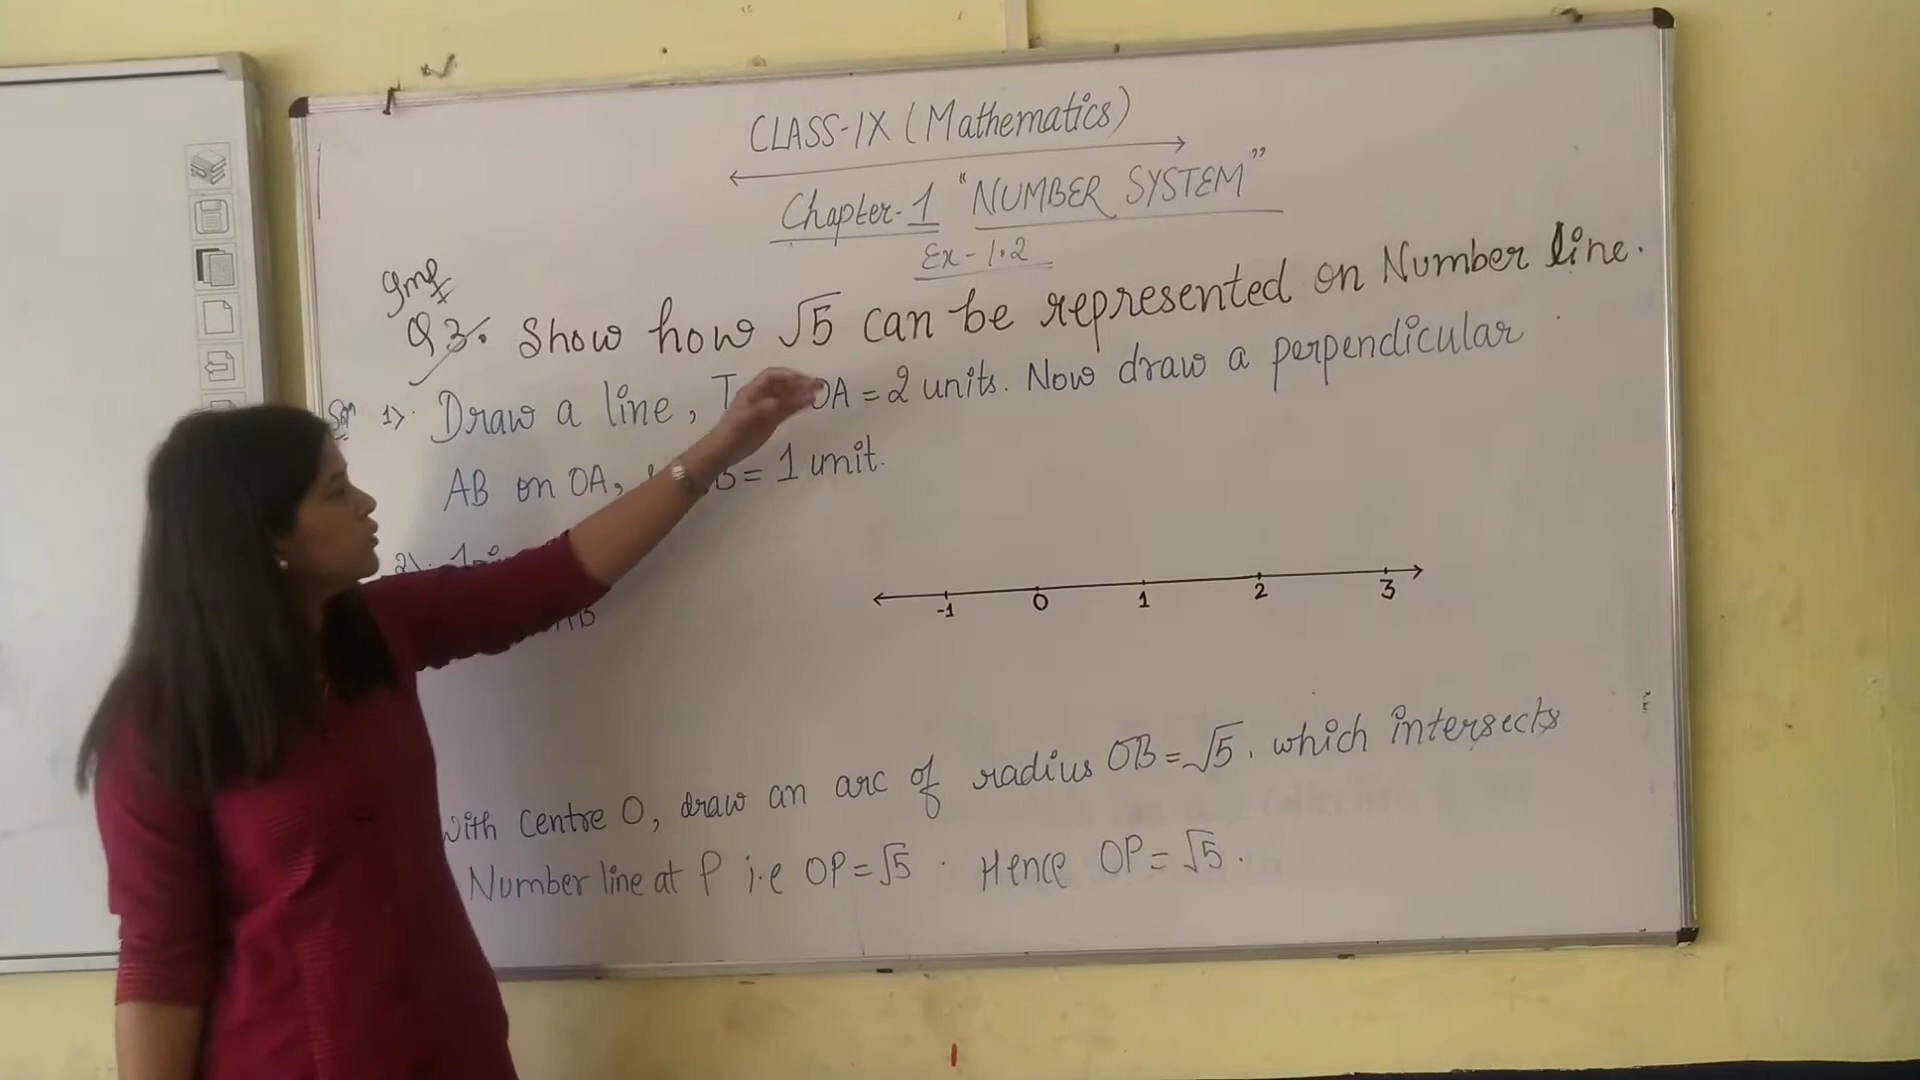 CLASS-IX (Mathematics)
Chapter-1 "NUMBER SYSTEM"
Ex-1.2
Imp
Q3. Show how √5 can be represented on Number line.
Soln 1). Draw a line, OA = 2 units. Now draw a perpendicular
AB on OA, = 1 unit.
2).
-1 0 1 2 3
With Centre O, draw an arc of radius OB = √5, which intersects
Number line at P i.e OP = √5. Hence OP = √5.